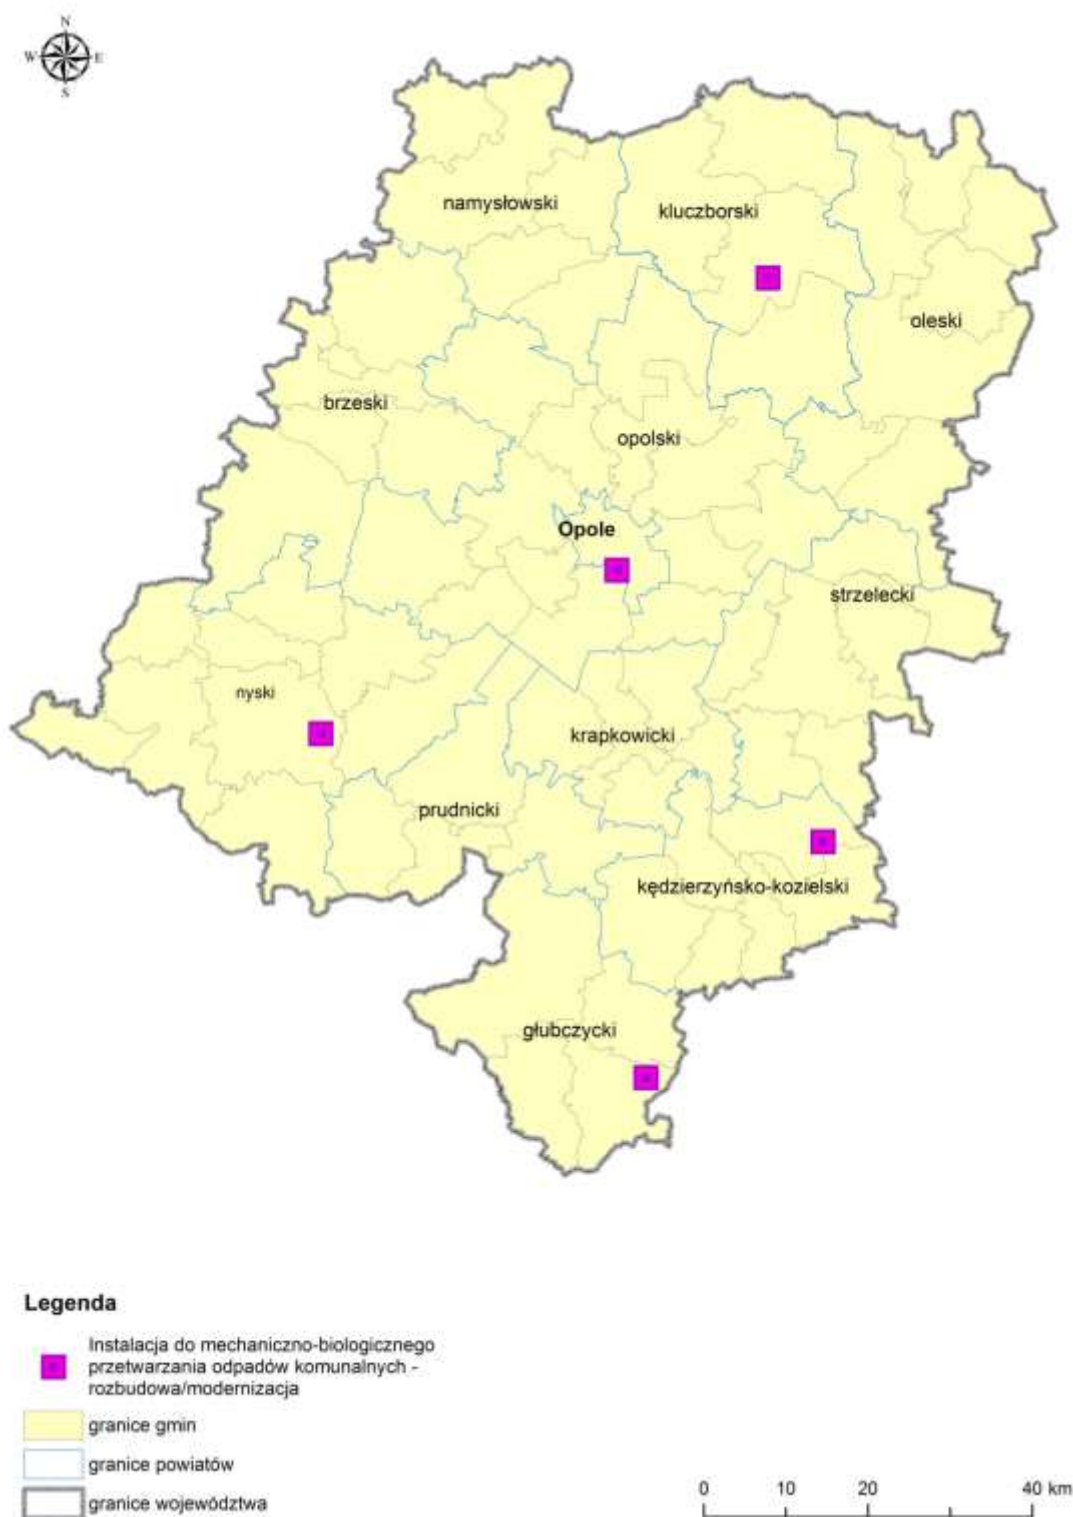 N
W E
S
namysłowski
kluczborski
oleski
brzeski
opolski
Opole
strzelecki
nyski
krapkowicki
prudnicki
kędzierzyńsko-kozielski
głubczycki
Legenda
Instalacja do mechaniczno-biologicznego
przetwarzania odpadów komunalnych -
rozbudowa/modernizacja
granice gmin
granice powiatów
granice województwa
0 10 20 40 km